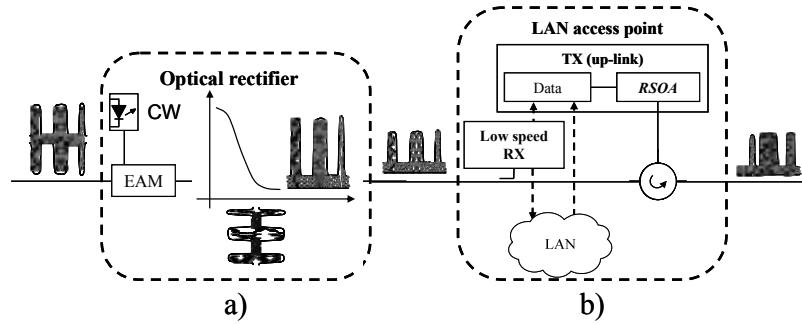 LAN access point
TX (up-link)
Optical rectifier
Data
RSOA
CW
Low speed
RX
EAM
LAN
a)
b)